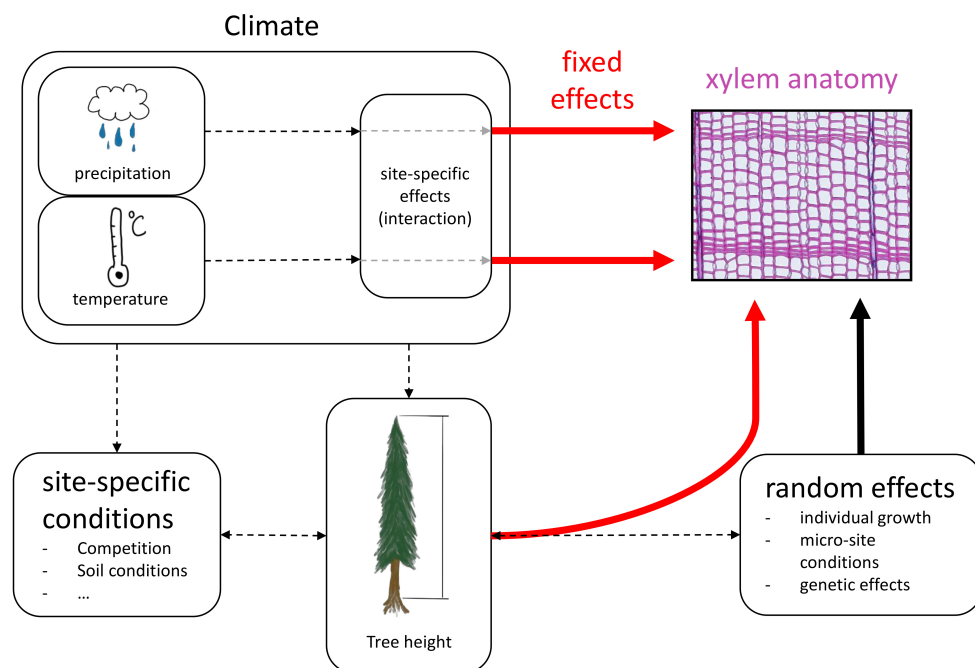 Climate
precipitation
°C
temperature
site-specific
effects
(interaction)
fixed
effects
xylem anatomy
site-specific
conditions
- Competition
- Soil conditions
- ...
Tree height
random effects
- individual growth
- micro-site
conditions
- genetic effects